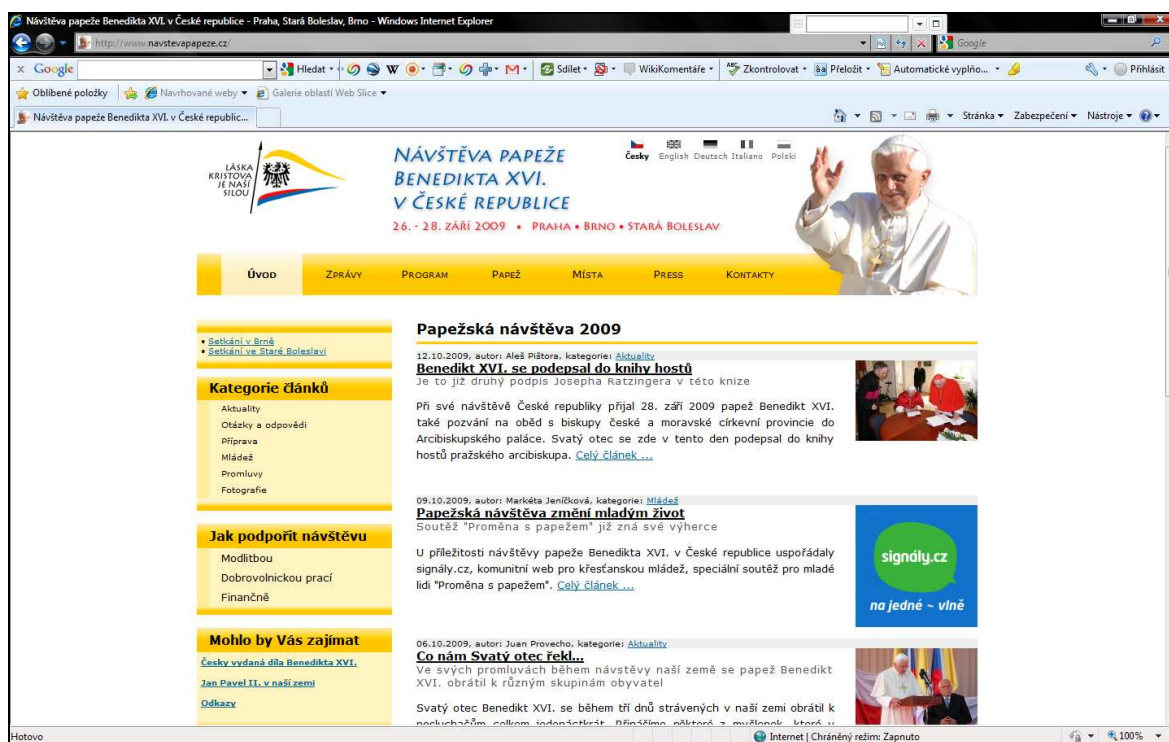 Návštěva papeže Benedikta XVI. v České republice - Praha, Stará Boleslav, Brno - Windows Internet Explorer
http://www.navstevapapeze.cz/
Google
x Google Hledat W M Sdílet WikiKomentáře Zkontrolovat Přeložit Automatické vyplňo... Přihlásit
Oblíbené položky Navrhované weby Galerie oblastí Web Slice
Návštěva papeže Benedikta XVI. v České republic... Stránka Zabezpečení Nástroje
LÁSKA
KRISTOVA
JE NAŠÍ
SILOU
NÁVŠTĚVA PAPEŽE
BENEDIKTA XVI.
V ČESKÉ REPUBLICE
26. - 28. ZÁŘÍ 2009 • PRAHA • BRNO • STARÁ BOLESLAV
Česky English Deutsch Italiano Polski
ÚVOD ZPRÁVY PROGRAM PAPEŽ MÍSTA PRESS KONTAKTY
• Setkání v Brně
• Setkání ve Staré Boleslavi
Kategorie článků
Aktuality
Otázky a odpovědi
Příprava
Mládež
Promluvy
Fotografie
Jak podpořit návštěvu
Modlitbou
Dobrovolnickou prací
Finančně
Mohlo by Vás zajímat
Česky vydaná díla Benedikta XVI.
Jan Pavel II. v naší zemi
Odkazy
Papežská návštěva 2009
12.10.2009, autor: Aleš Pištora, kategorie: Aktuality
Benedikt XVI. se podepsal do knihy hostů
Je to již druhý podpis Josepha Ratzingera v této knize
Při své návštěvě České republiky přijal 28. září 2009 papež Benedikt XVI.
také pozvání na oběd s biskupy české a moravské církevní provincie do
Arcibiskupského paláce. Svatý otec se zde v tento den podepsal do knihy
hostů pražského arcibiskupa. Celý článek ...
09.10.2009, autor: Markéta Jeníčková, kategorie: Mládež
Papežská návštěva změní mladým život
Soutěž "Proměna s papežem" již zná své výherce
U příležitosti návštěvy papeže Benedikta XVI. v České republice uspořádaly
signály.cz, komunitní web pro křesťanskou mládež, speciální soutěž pro mladé
lidi "Proměna s papežem". Celý článek ...
signály.cz
na jedné ~ vlně
06.10.2009, autor: Juan Provecho, kategorie: Aktuality
Co nám Svatý otec řekl...
Ve svých promluvách během návstěvy naší země se papež Benedikt
XVI. obrátil k různým skupinám obyvatel
Svatý otec Benedikt XVI. se během tří dnů strávených v naší zemi obrátil k
posluchačům celkem jedenáctkrát. Přinášíme některé z myšlenek, které v
Hotovo Internet | Chráněný režim: Zapnuto 100%